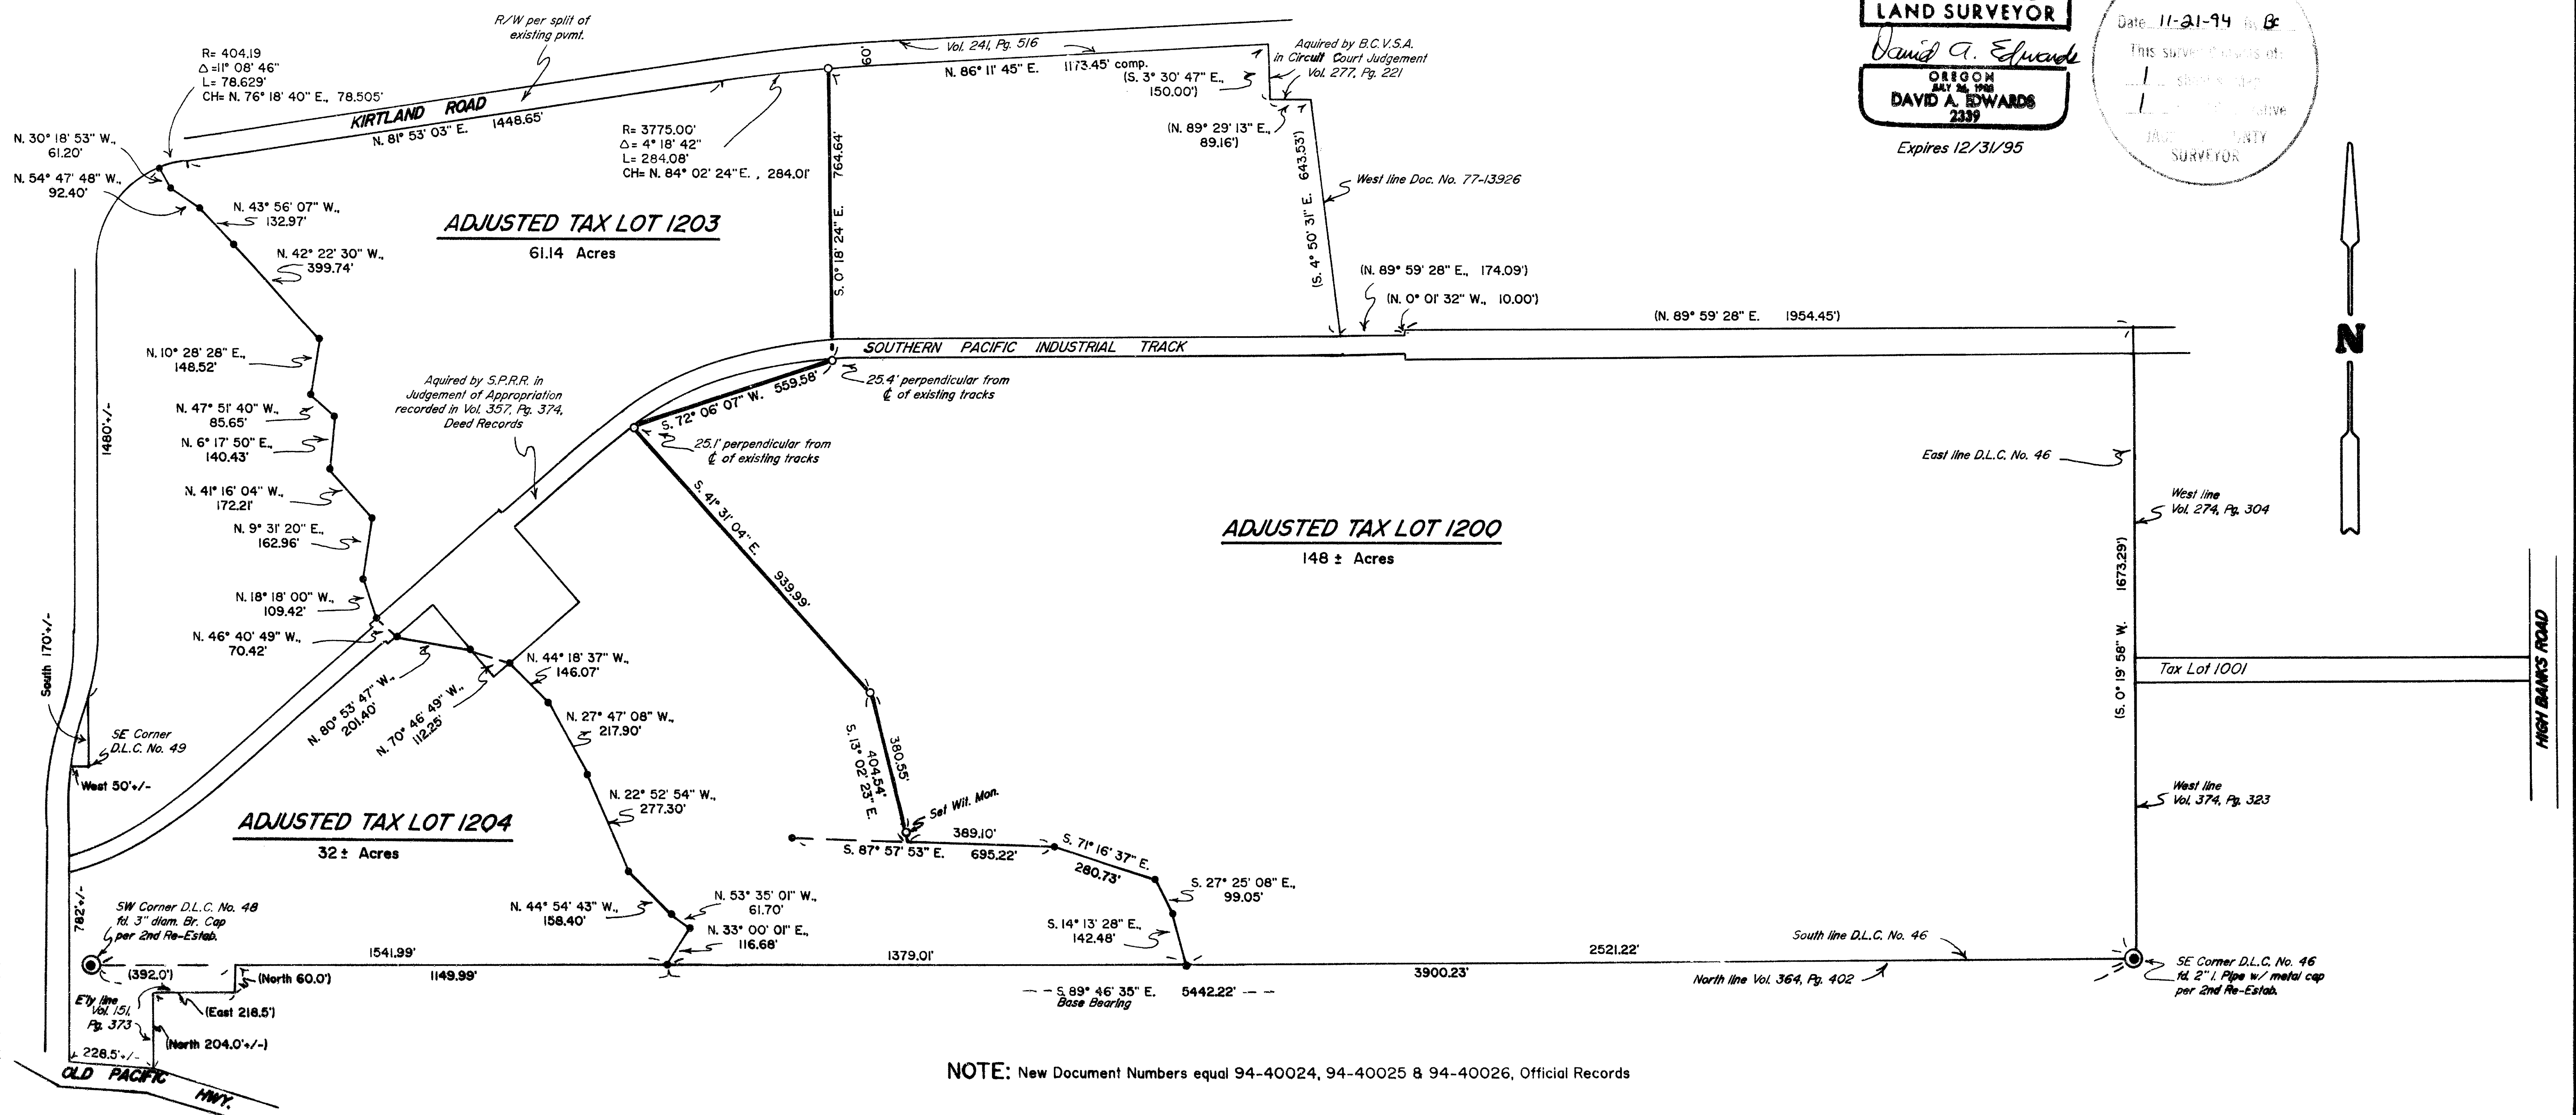 R/W per split of
existing pvmt.
R= 404.19
Δ=11° 08' 46"
L= 78.629'
CH= N. 76° 18' 40" E., 78.505'
KIRTLAND ROAD
N. 81° 53' 03" E. 1448.65'
N. 30° 18' 53" W.,
61.20'
N. 54° 47' 48" W.,
92.40'
N. 43° 56' 07" W.,
132.97'
N. 42° 22' 30" W.,
399.74'
R= 3775.00'
Δ= 4° 18' 42"
L= 284.08'
CH= N. 84° 02' 24" E., 284.01'
ADJUSTED TAX LOT 1203
61.14 Acres
60'
Vol. 241, Pg. 516
N. 86° 11' 45" E. 1173.45' comp.
(S. 3° 30' 47" E.,
150.00')
Aquired by B.C.V.S.A.
in Circuit Court Judgement
Vol. 277, Pg. 221
(N. 89° 29' 13" E.,
89.16')
S. 0° 18' 24" E. 764.64'
(S. 4° 50' 31" E. 643.53')
West line Doc. No. 77-13926
LAND SURVEYOR
David A. Edwards
OREGON
JULY 26, 1985
DAVID A. EDWARDS
2339
Expires 12/31/95
Date 11-21-94 By Bc
This survey consists of:
1
1
SURVEYOR
N
(N. 89° 59' 28" E., 174.09')
(N. 0° 01' 32" W., 10.00')
(N. 89° 59' 28" E. 1954.45')
SOUTHERN PACIFIC INDUSTRIAL TRACK
N. 10° 28' 28" E.,
148.52'
N. 47° 51' 40" W.,
85.65'
N. 6° 17' 50" E.,
140.43'
N. 41° 16' 04" W.,
172.21'
N. 9° 31' 20" E.,
162.96'
N. 18° 18' 00" W.,
109.42'
N. 46° 40' 49" W.,
70.42'
Aquired by S.P.R.R. in
Judgement of Appropriation
recorded in Vol. 357, Pg. 374,
Deed Records
S. 72° 06' 07" W. 559.58'
25.4' perpendicular from
℄ of existing tracks
25.1' perpendicular from
℄ of existing tracks
1480'+/-
South 170'+/-
SE Corner
D.L.C. No. 49
West 50'+/-
S. 41° 31' 04" E. 939.99'
ADJUSTED TAX LOT 1200
148 ± Acres
East line D.L.C. No. 46
West line
Vol. 274, Pg. 304
(S. 0° 19' 58" W. 1673.29')
Tax Lot 1001
HIGH BANKS ROAD
West line
Vol. 374, Pg. 323
N. 80° 53' 47" W.,
201.40'
N. 70° 46' 49" W.,
112.25'
N. 44° 18' 37" W.,
146.07'
N. 27° 47' 08" W.,
217.90'
N. 22° 52' 54" W.,
277.30'
380.55'
404.54'
S. 13° 02' 23" E.
Set Wit. Mon.
ADJUSTED TAX LOT 1204
32 ± Acres
389.10'
S. 87° 57' 53" E. 695.22'
S. 71° 16' 37" E.
280.73'
S. 27° 25' 08" E.,
99.05'
S. 14° 13' 28" E.,
142.48'
N. 44° 54' 43" W.,
158.40'
N. 53° 35' 01" W.,
61.70'
N. 33° 00' 01" E.,
116.68'
782'+/-
SW Corner D.L.C. No. 48
fd. 3" diam. Br. Cap
per 2nd Re-Estab.
(392.0')
1541.99'
1149.99'
1379.01'
2521.22'
3900.23'
South line D.L.C. No. 46
North line Vol. 364, Pg. 402
SE Corner D.L.C. No. 46
fd. 2" I. Pipe w/ metal cap
per 2nd Re-Estab.
S. 89° 46' 35" E. 5442.22'
Base Bearing
(North 60.0')
E'ly line
Vol. 151,
Pg. 373
(East 218.5')
(North 204.0'+/-)
228.5'+/-
OLD PACIFIC HWY.
NOTE: New Document Numbers equal 94-40024, 94-40025 & 94-40026, Official Records